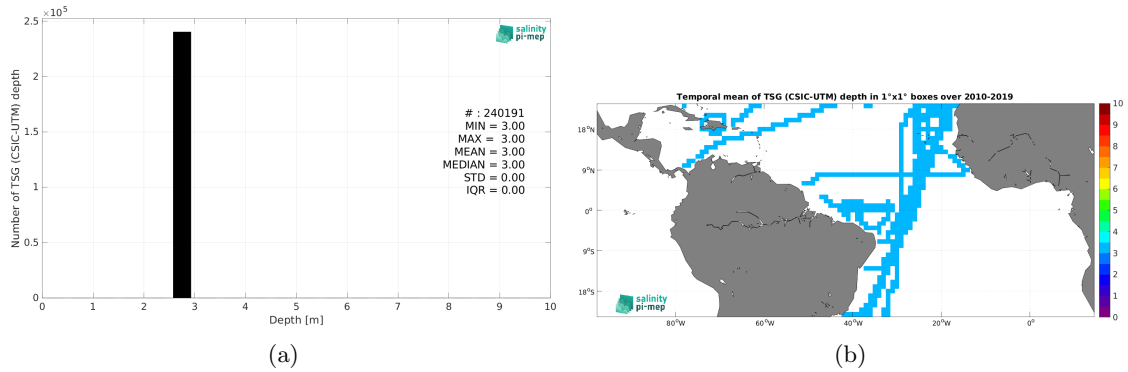 ×10⁵
2.5
2
1.5
1
0.5
0
Number of TSG (CSIC-UTM) depth
salinity
pi-mep
# : 240191
MIN = 3.00
MAX = 3.00
MEAN = 3.00
MEDIAN = 3.00
STD = 0.00
IQR = 0.00
0 1 2 3 4 5 6 7 8 9 10
Depth [m]
(a)
Temporal mean of TSG (CSIC-UTM) depth in 1°x1° boxes over 2010-2019
18°N
9°N
0°
9°S
18°S
salinity
pi-mep
80°W 60°W 40°W 20°W 0°
10
9
8
7
6
5
4
3
2
1
0
(b)